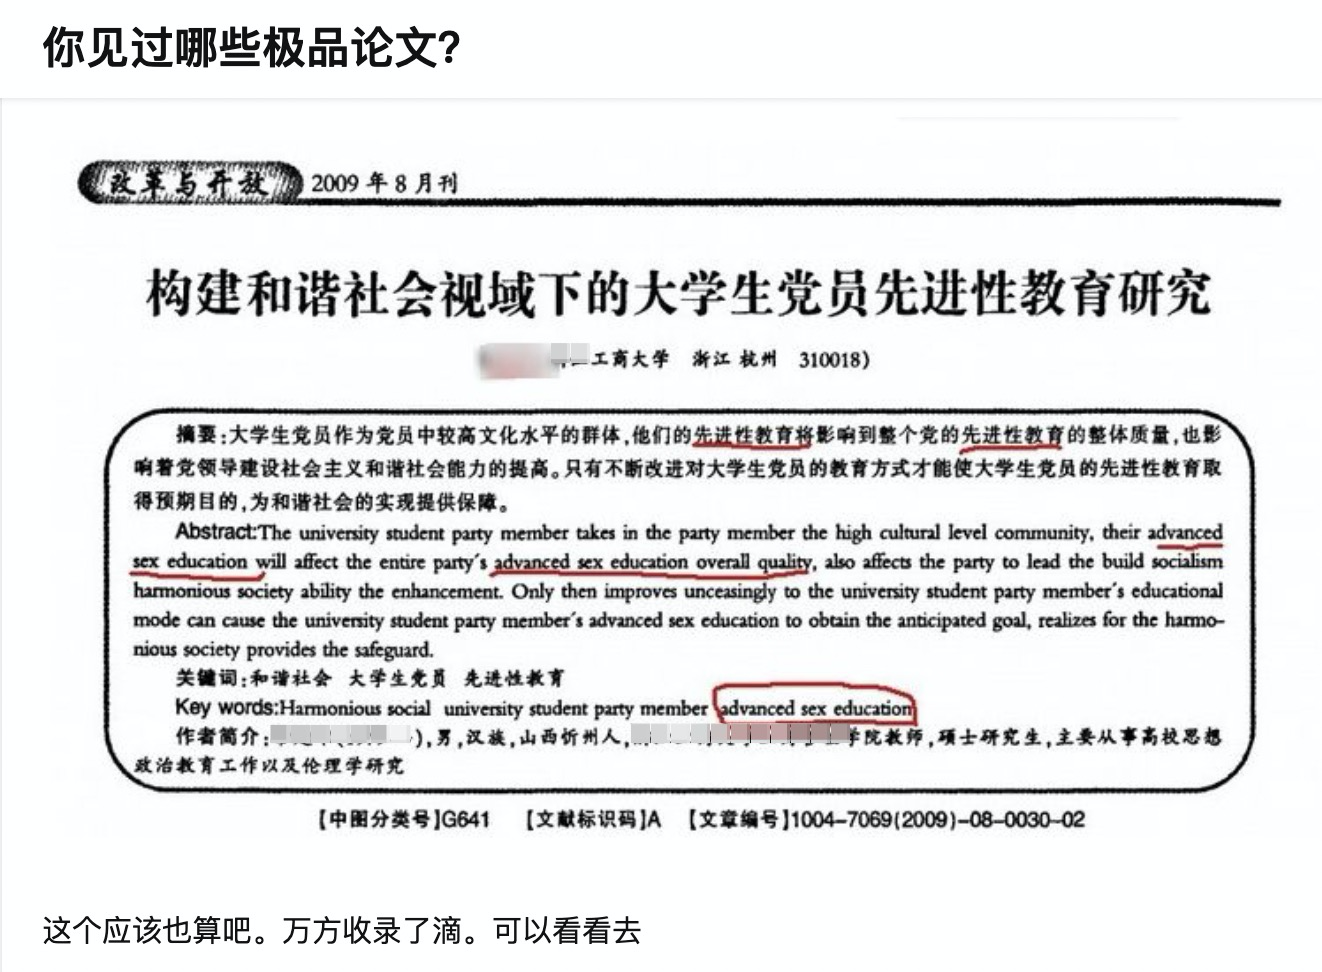 你见过哪些极品论文?
改革与开放 2009 年 8 月刊
构建和谐社会视域下的大学生党员先进性教育研究
工商大学 浙江 杭州 310018)
摘要:大学生党员作为党员中较高文化水平的群体,他们的先进性教育将影响到整个党的先进性教育的整体质量,也影
响着党领导建设社会主义和谐社会能力的提高。只有不断改进对大学生党员的教育方式才能使大学生党员的先进性教育取
得预期目的,为和谐社会的实现提供保障。
Abstract:The university student party member takes in the party member the high cultural level community, their advanced
sex education will affect the entire party's advanced sex education overall quality, also affects the party to lead the build socialism
harmonious society ability the enhancement. Only then improves unceasingly to the university student party member's educational
mode can cause the university student party member's advanced sex education to obtain the anticipated goal, realizes for the harmo-
nious society provides the safeguard.
关键词:和谐社会 大学生党员 先进性教育
Key words:Harmonious social university student party member advanced sex education
作者简介: ),男,汉族,山西忻州人, 学院教师,硕士研究生,主要从事高校思想
政治教育工作以及伦理学研究
【中图分类号】G641 【文献标识码】A 【文章编号】1004-7069(2009)-08-0030-02
这个应该也算吧。万方收录了滴。可以看看去